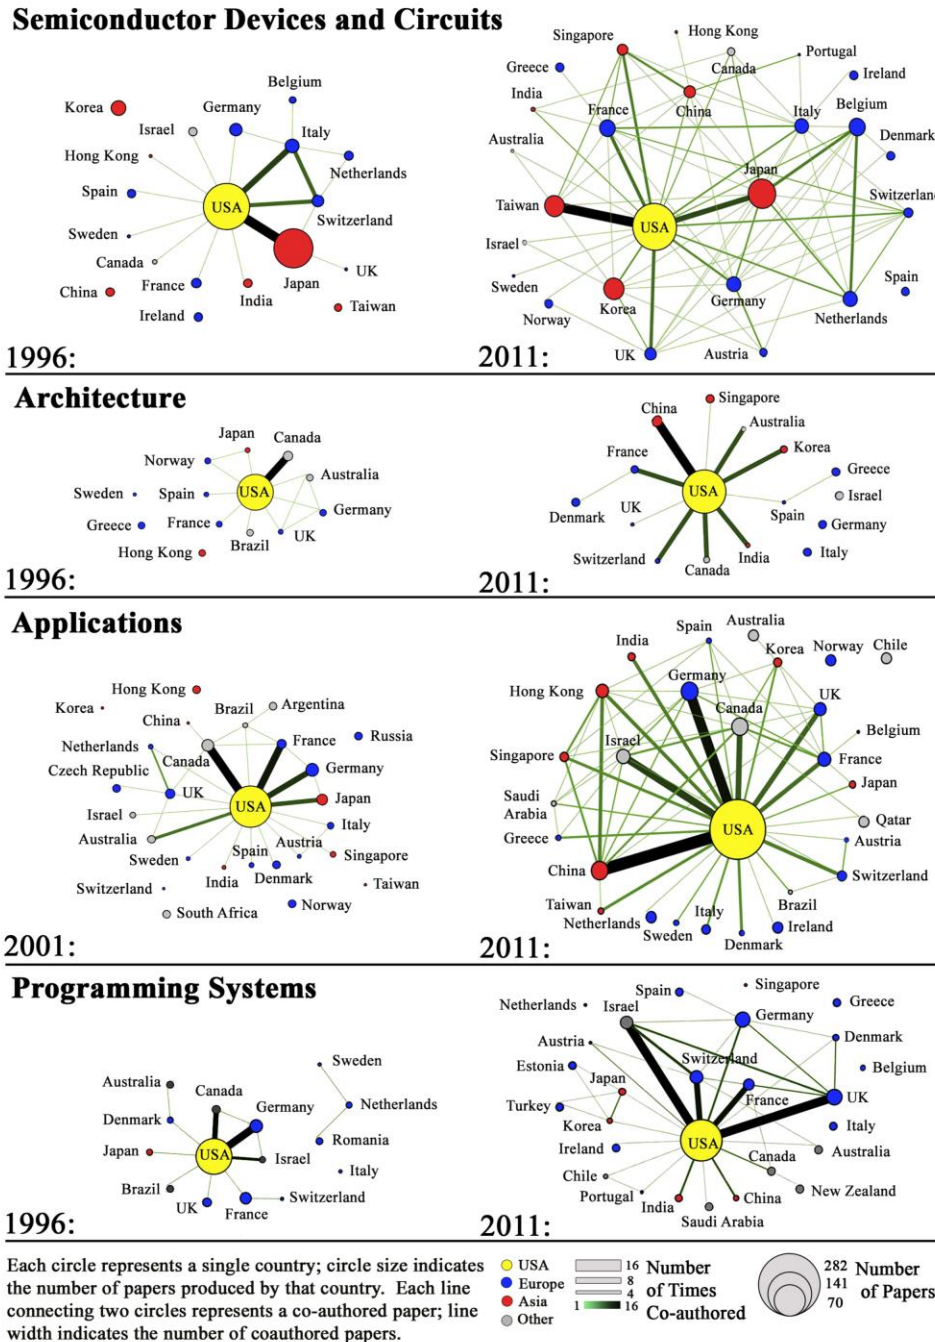 Semiconductor Devices and Circuits
Korea
Israel
Germany
Belgium
Italy
Hong Kong
Netherlands
Spain
USA
Switzerland
Sweden
Canada
UK
China
France
India
Japan
Taiwan
Ireland
1996:
Singapore
Hong Kong
Canada
Portugal
Greece
Ireland
India
China
France
Italy
Belgium
Australia
Denmark
Japan
Taiwan
USA
Switzerland
Israel
Sweden
Korea
Germany
Spain
Norway
Netherlands
UK
Austria
2011:
Architecture
Japan
Canada
Norway
Australia
Sweden
Spain
USA
Germany
Greece
France
UK
Brazil
Hong Kong
1996:
Singapore
China
Australia
Korea
France
Greece
USA
Israel
Denmark
UK
Spain
Germany
Switzerland
Canada
India
Italy
2011:
Applications
Hong Kong
Korea
China
Brazil
Argentina
Netherlands
France
Russia
Canada
Czech Republic
Germany
UK
USA
Japan
Israel
Italy
Australia
Sweden
Spain
Austria
Singapore
India
Denmark
Switzerland
Taiwan
South Africa
Norway
2001:
Australia
Spain
India
Korea
Norway
Chile
Hong Kong
Germany
UK
Canada
Israel
Belgium
Singapore
France
Japan
Saudi
Arabia
USA
Qatar
Greece
Austria
China
Switzerland
Taiwan
Brazil
Netherlands
Sweden
Italy
Ireland
Denmark
2011:
Programming Systems
Sweden
Australia
Canada
Netherlands
Denmark
Germany
Romania
Japan
USA
Israel
Italy
Brazil
UK
France
Switzerland
1996:
Spain
Singapore
Netherlands
Israel
Germany
Greece
Austria
Denmark
Switzerland
Estonia
Belgium
Japan
France
UK
Turkey
Korea
USA
Italy
Ireland
Australia
Canada
Chile
New Zealand
Portugal
India
China
Saudi Arabia
2011:
Each circle represents a single country; circle size indicates
the number of papers produced by that country. Each line
connecting two circles represents a co-authored paper; line
width indicates the number of coauthored papers.
USA
Europe
Asia
Other
16
8
4
1 16
Number
of Times
Co-authored
282
141
70
Number
of Papers